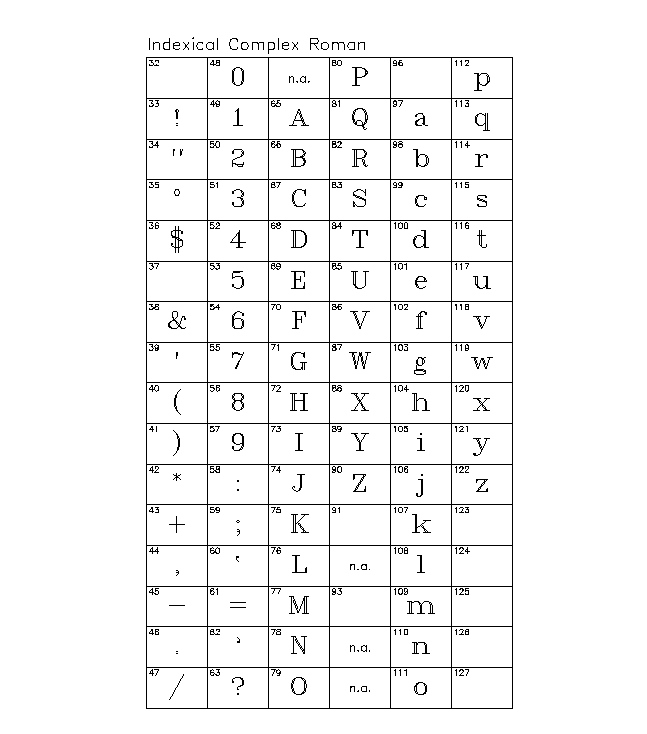 Indexical Complex Roman
32 48 0 n.a. 80 P 96 112 p
33 ! 49 1 65 A 81 Q 97 a 113 q
34 " 50 2 66 B 82 R 98 b 114 r
35 ° 51 3 67 C 83 S 99 c 115 s
36 $ 52 4 68 D 84 T 100 d 116 t
37 53 5 69 E 85 U 101 e 117 u
38 & 54 6 70 F 86 V 102 f 118 v
39 ' 55 7 71 G 87 W 103 g 119 w
40 ( 56 8 72 H 88 X 104 h 120 x
41 ) 57 9 73 I 89 Y 105 i 121 y
42 * 58 : 74 J 90 Z 106 j 122 z
43 + 59 ; 75 K 91 107 k 123
44 , 60 ‘ 76 L n.a. 108 l 124
45 – 61 = 77 M 93 109 m 125
46 . 62 ’ 78 N n.a. 110 n 126
47 / 63 ? 79 O n.a. 111 o 127